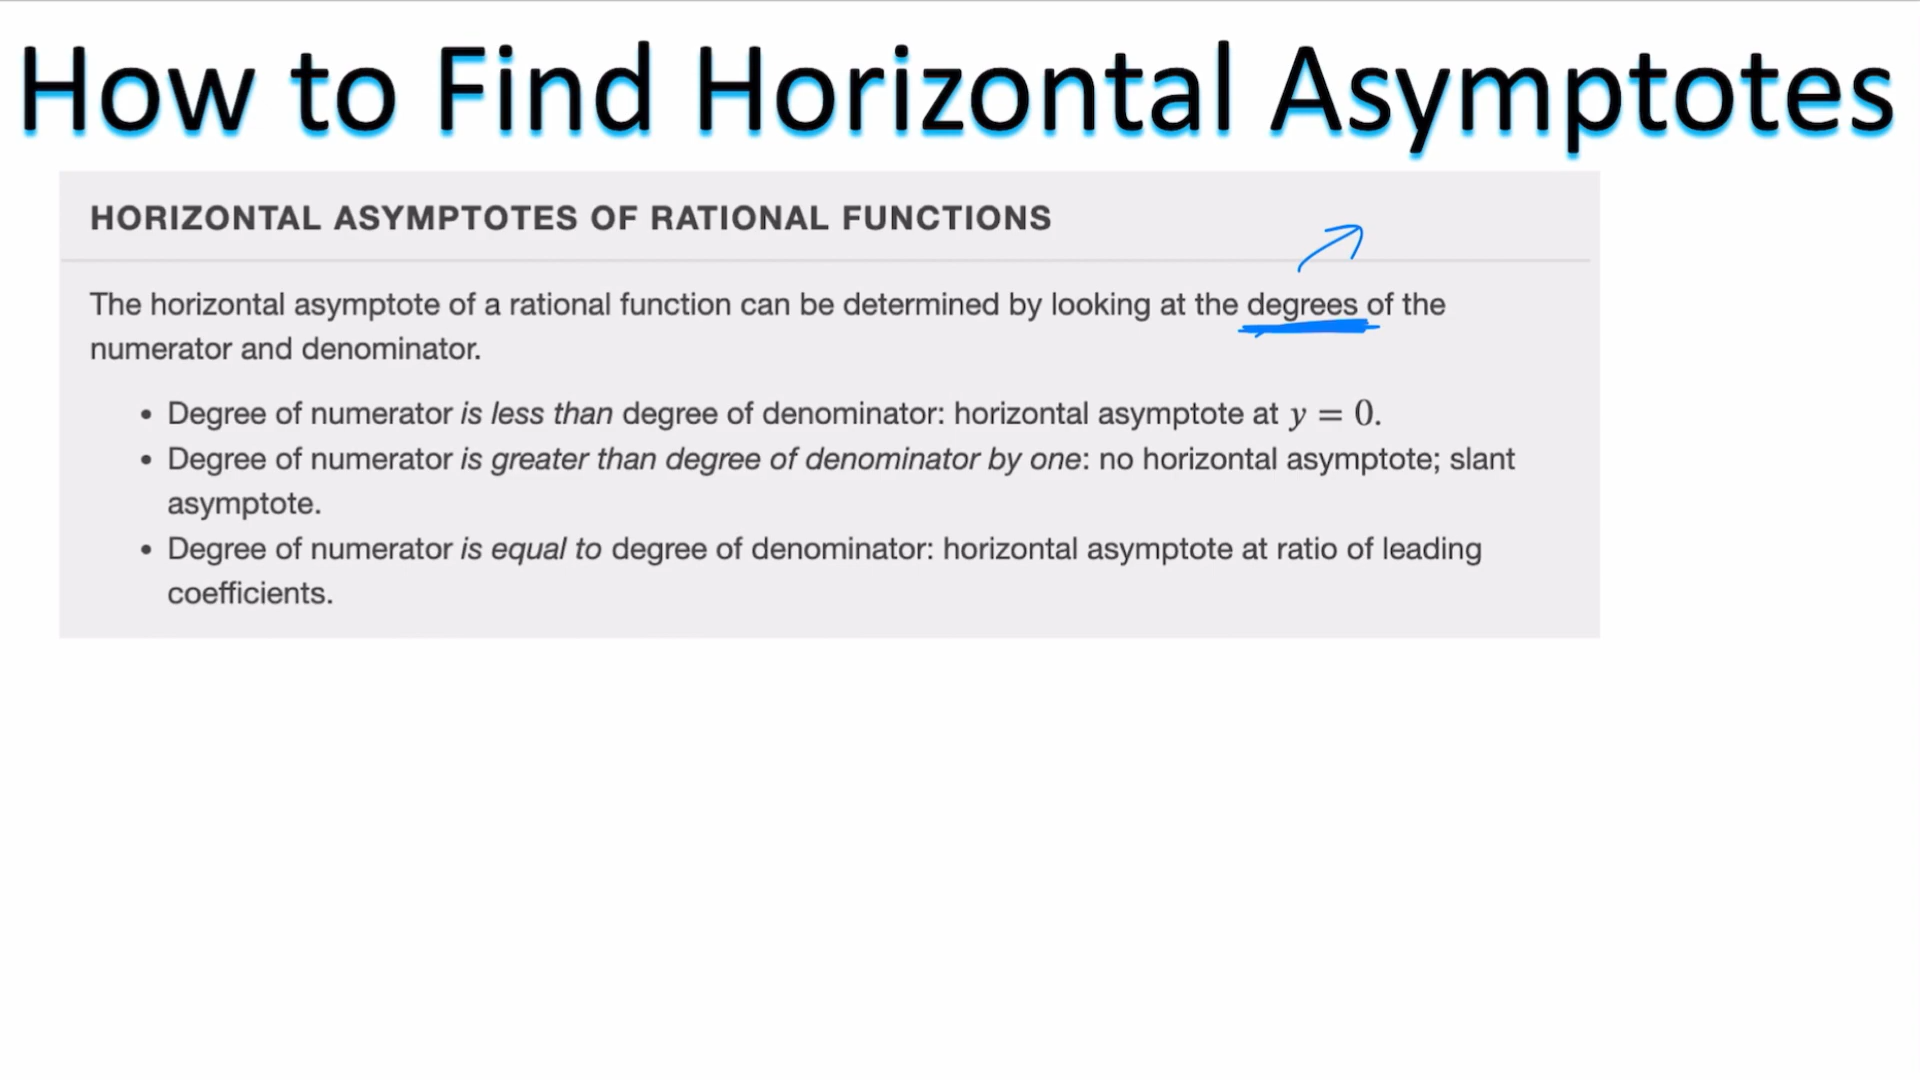 How to Find Horizontal Asymptotes
HORIZONTAL ASYMPTOTES OF RATIONAL FUNCTIONS
The horizontal asymptote of a rational function can be determined by looking at the degrees of the
numerator and denominator.
• Degree of numerator is less than degree of denominator: horizontal asymptote at y = 0.
• Degree of numerator is greater than degree of denominator by one: no horizontal asymptote; slant
asymptote.
• Degree of numerator is equal to degree of denominator: horizontal asymptote at ratio of leading
coefficients.